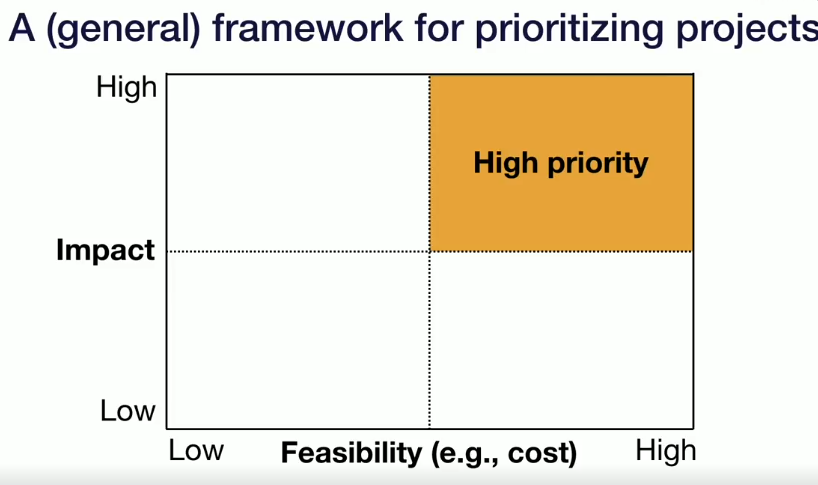 A (general) framework for prioritizing projects
High
High priority
Impact
Low
Low Feasibility (e.g., cost) High